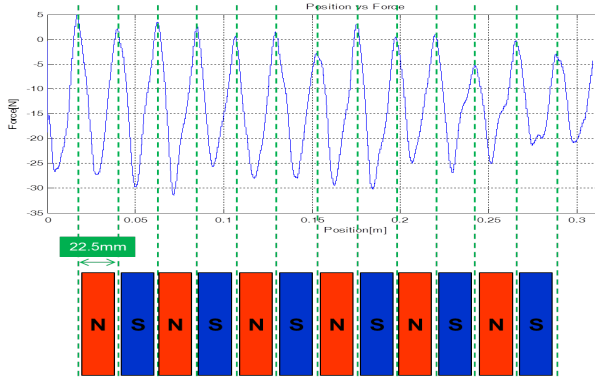 Position vs Force
5
0
-5
-10
-15
-20
-25
-30
-35
Force[N]
0 0.05 0.1 0.15 0.2 0.25 0.3
Position[m]
22.5mm
N S N S N S N S N S N S